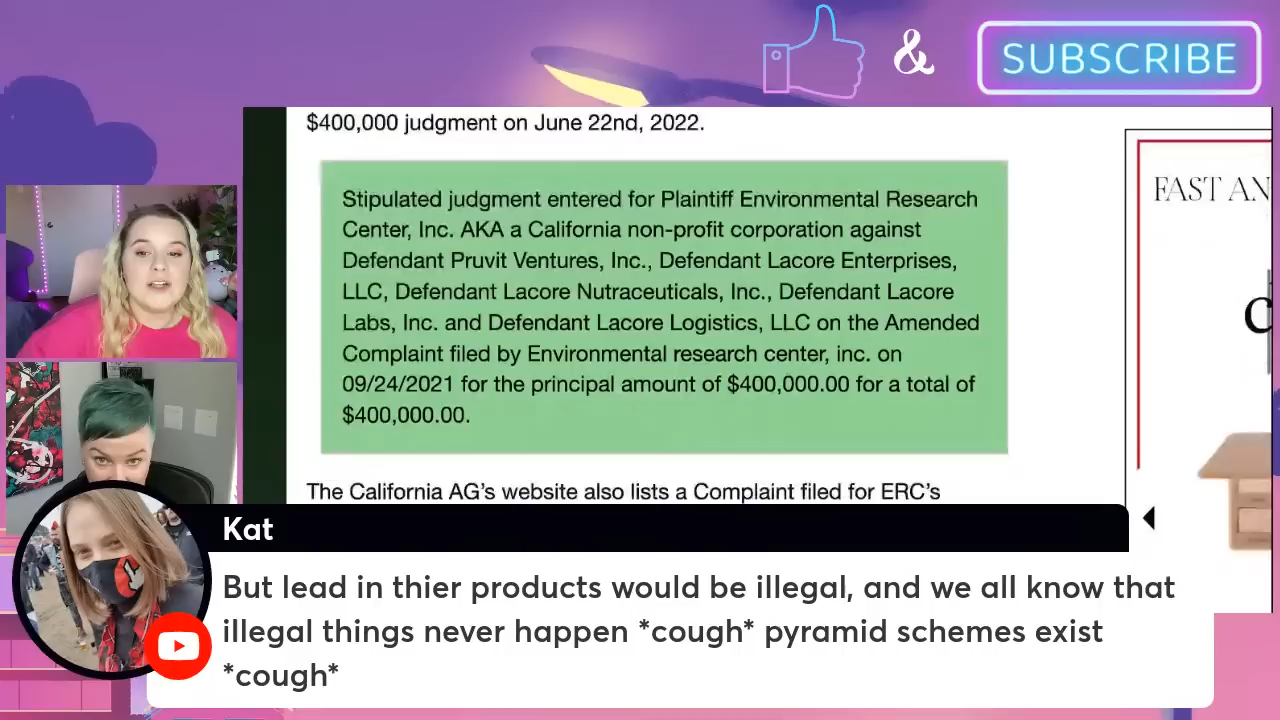 &
SUBSCRIBE
$400,000 judgment on June 22nd, 2022.
Stipulated judgment entered for Plaintiff Environmental Research
Center, Inc. AKA a California non-profit corporation against
Defendant Pruvit Ventures, Inc., Defendant Lacore Enterprises,
LLC, Defendant Lacore Nutraceuticals, Inc., Defendant Lacore
Labs, Inc. and Defendant Lacore Logistics, LLC on the Amended
Complaint filed by Environmental research center, inc. on
09/24/2021 for the principal amount of $400,000.00 for a total of
$400,000.00.
The California AG's website also lists a Complaint filed for ERC's
FAST AN
Kat
But lead in thier products would be illegal, and we all know that
illegal things never happen *cough* pyramid schemes exist
*cough*